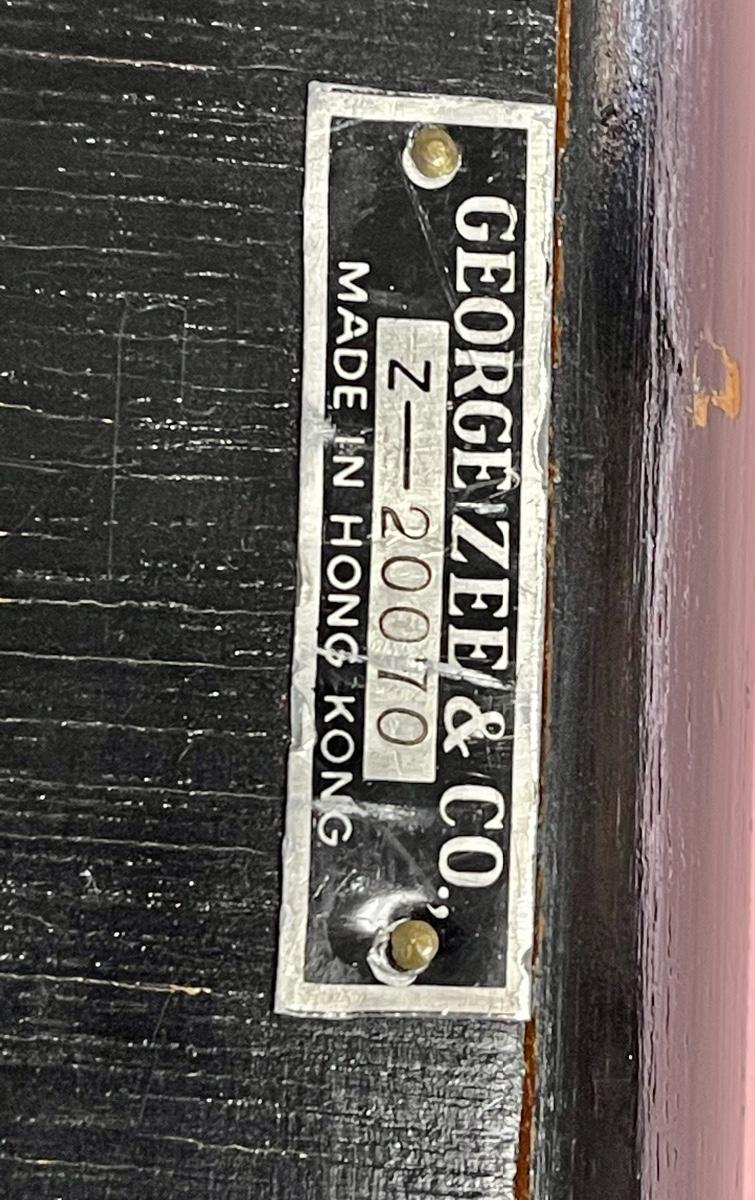 GEORGE ZEE & CO.,
Z—20070
MADE IN HONG KONG